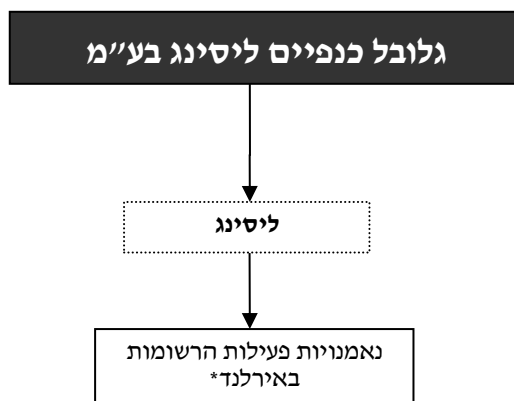 גלובל כנפיים ליסינג בע״מ
ליסינג
נאמנויות פעילות הרשומות
באירלנד*